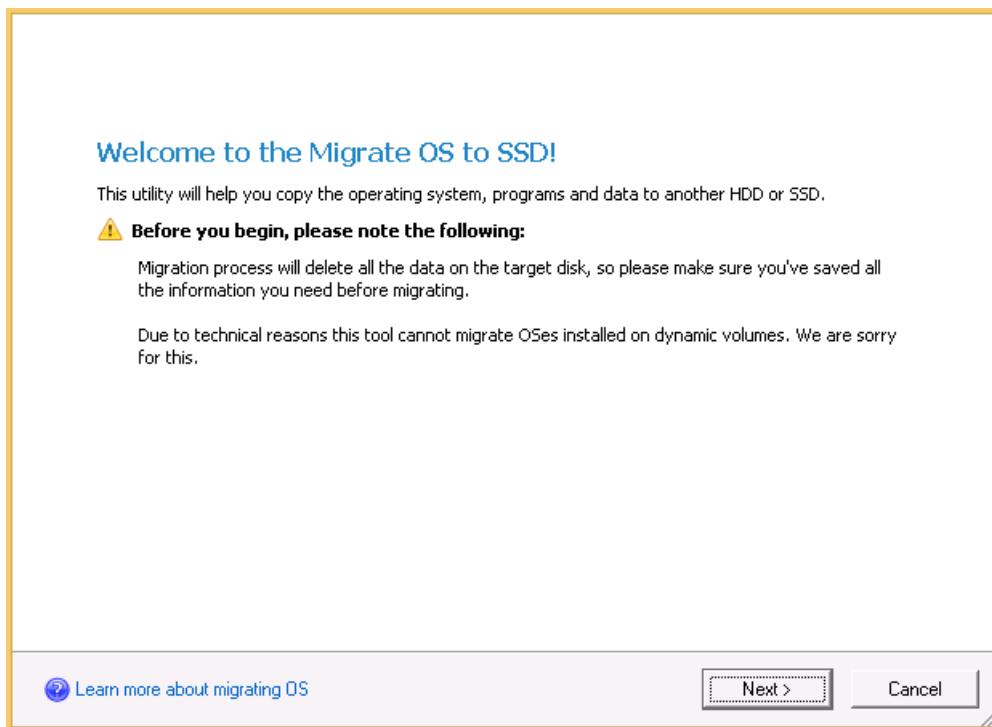 Welcome to the Migrate OS to SSD!
This utility will help you copy the operating system, programs and data to another HDD or SSD.
Before you begin, please note the following:
Migration process will delete all the data on the target disk, so please make sure you've saved all
the information you need before migrating.
Due to technical reasons this tool cannot migrate OSes installed on dynamic volumes. We are sorry
for this.
Learn more about migrating OS
Next >
Cancel